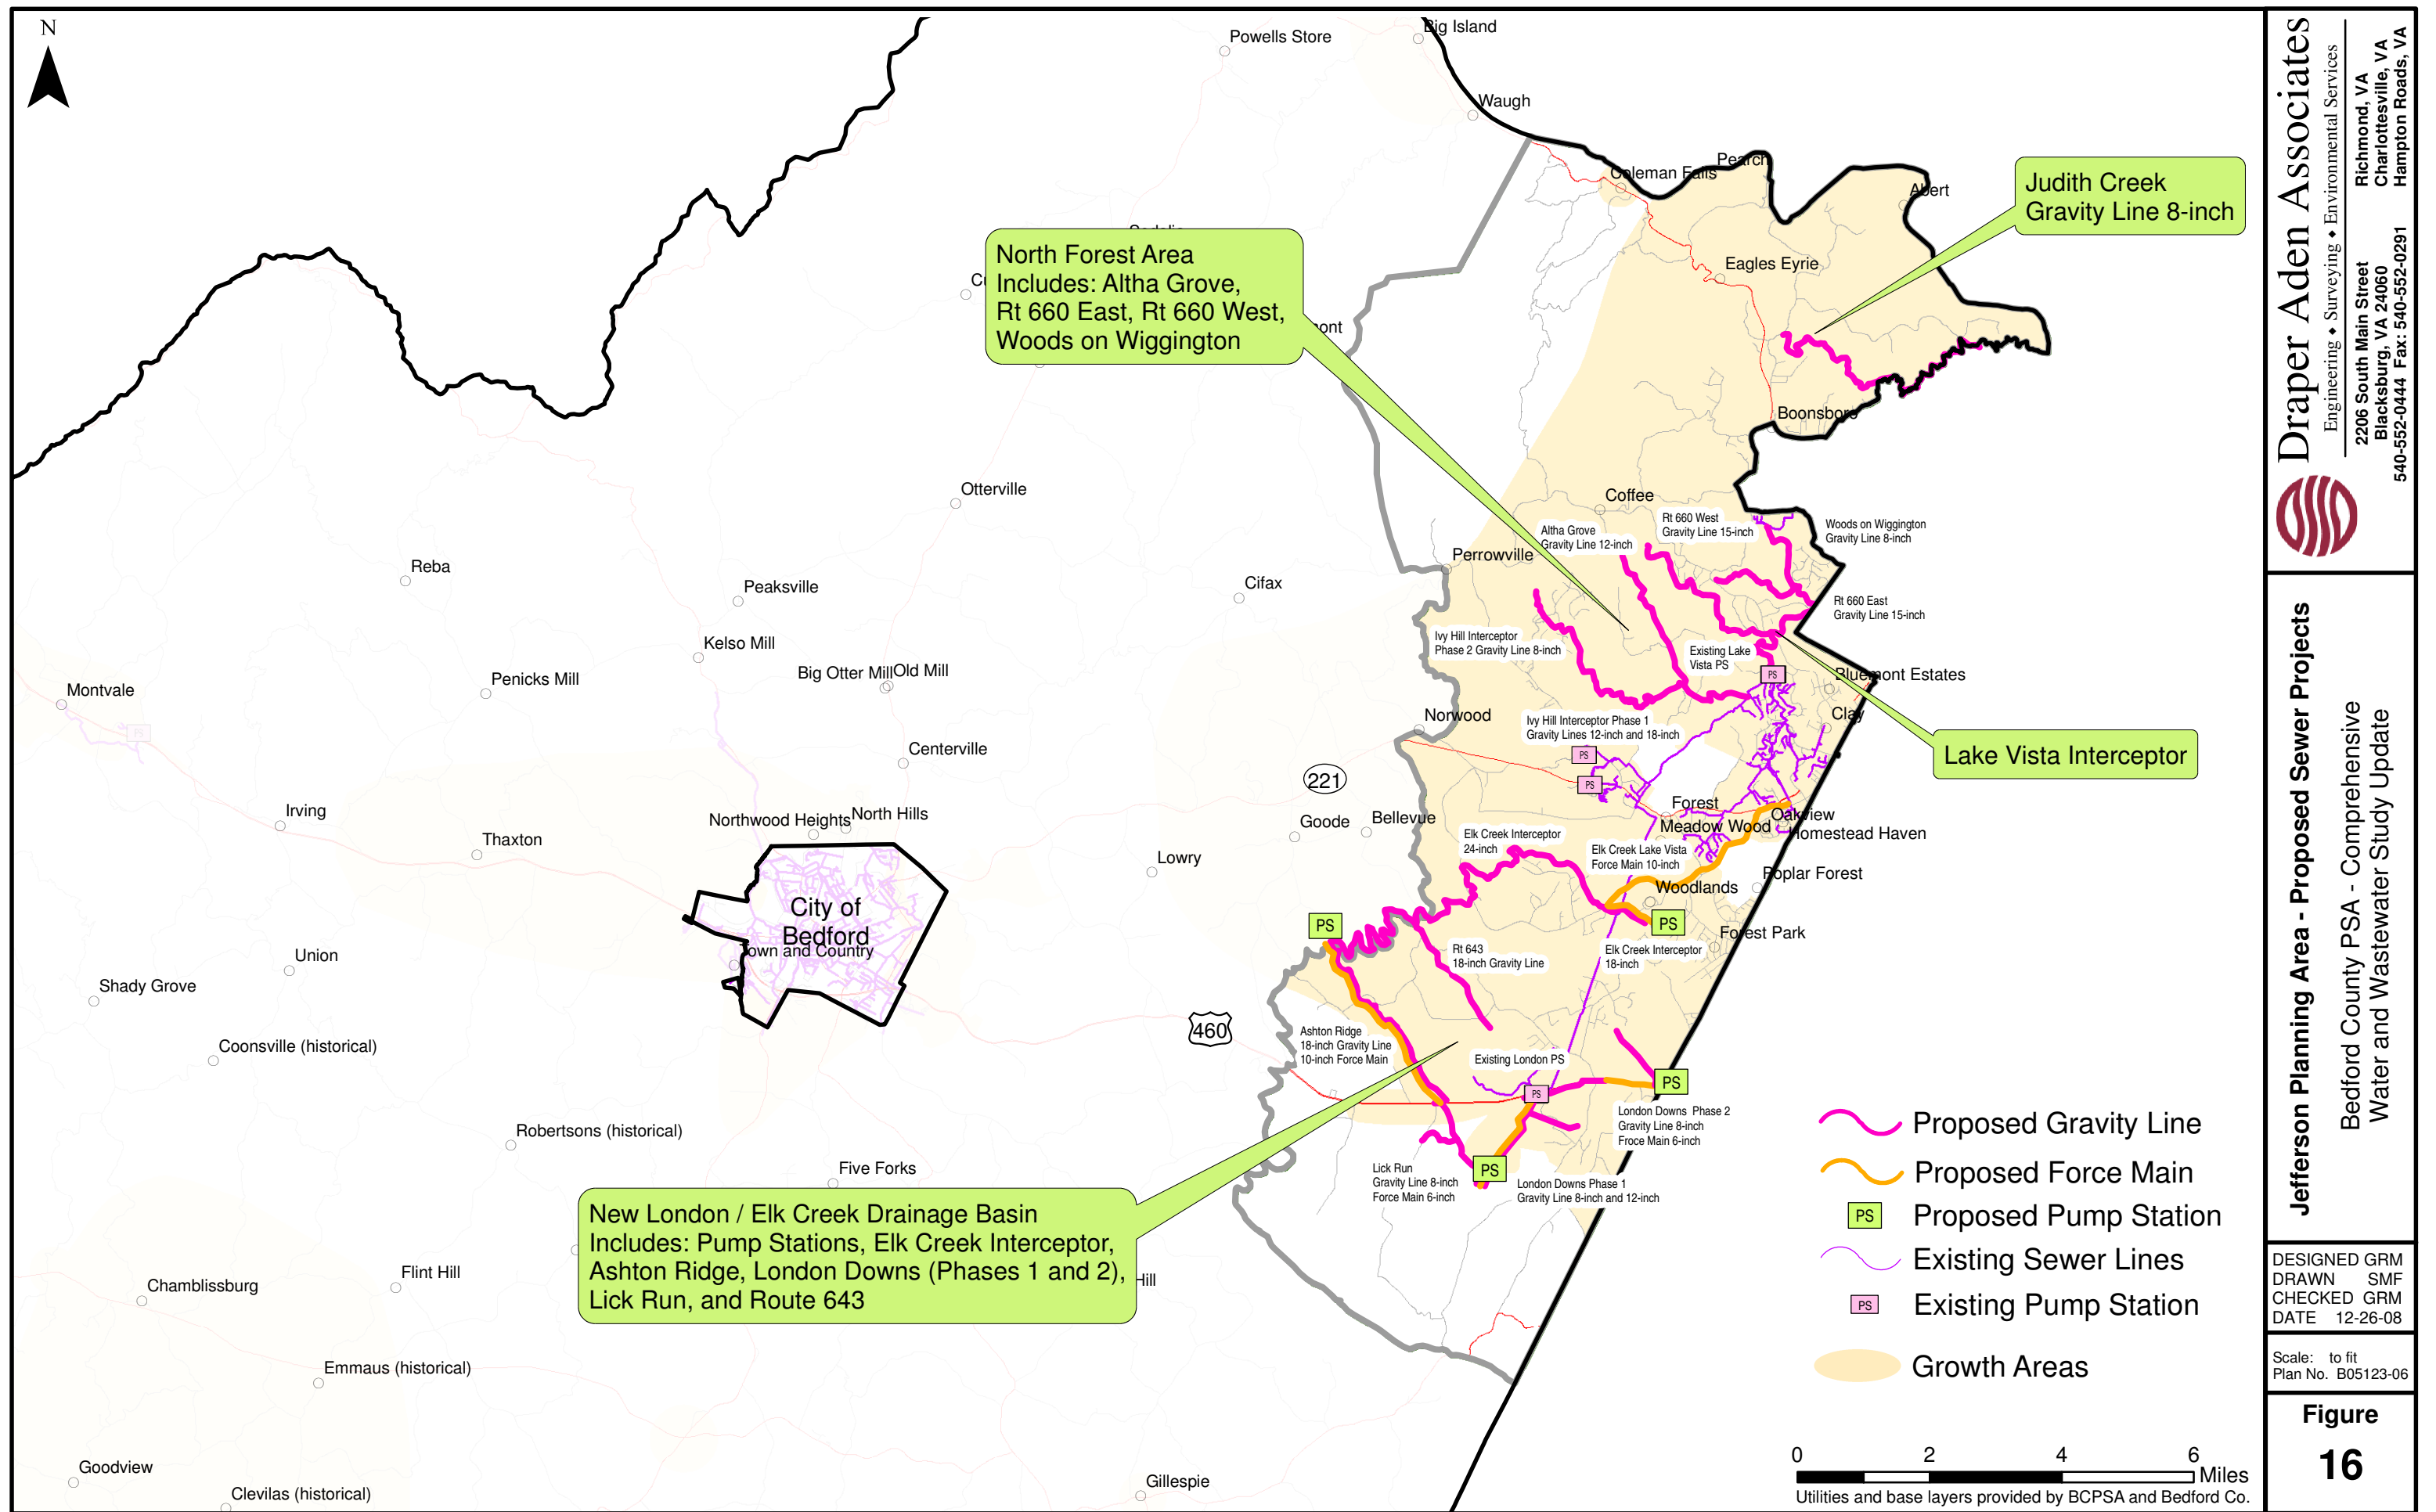 N
Powells Store
Big Island
Waugh
Coleman Falls
Pearch
Abert
Judith Creek
Gravity Line 8-inch
Eagles Eyrie
North Forest Area
Includes: Altha Grove,
Rt 660 East, Rt 660 West,
Woods on Wiggington
Boonsboro
Otterville
Coffee
Altha Grove
Gravity Line 12-inch
Rt 660 West
Gravity Line 15-inch
Woods on Wiggington
Gravity Line 8-inch
Perrowville
Reba
Peaksville
Cifax
Rt 660 East
Gravity Line 15-inch
Ivy Hill Interceptor
Phase 2 Gravity Line 8-inch
Existing Lake
Vista PS
PS
Kelso Mill
Big Otter Mill
Old Mill
Penicks Mill
Montvale
PS
Bluemont Estates
Norwood
Clay
Ivy Hill Interceptor Phase 1
Gravity Lines 12-inch and 18-inch
PS
PS
Lake Vista Interceptor
Centerville
221
Irving
Thaxton
Northwood Heights
North Hills
Goode
Bellevue
Lowry
Forest
Meadow Wood
Oakview
Homestead Haven
Elk Creek Interceptor
24-inch
Elk Creek Lake Vista
Force Main 10-inch
Poplar Forest
Woodlands
City of
Bedford
Town and Country
PS
PS
Forest Park
Rt 643
18-inch Gravity Line
Elk Creek Interceptor
18-inch
Union
Shady Grove
Coonsville (historical)
460
Ashton Ridge
18-inch Gravity Line
10-inch Force Main
Existing London PS
PS
PS
London Downs Phase 2
Gravity Line 8-inch
Froce Main 6-inch
Robertsons (historical)
Five Forks
Lick Run
Gravity Line 8-inch
Force Main 6-inch
PS
London Downs Phase 1
Gravity Line 8-inch and 12-inch
New London / Elk Creek Drainage Basin
Includes: Pump Stations, Elk Creek Interceptor,
Ashton Ridge, London Downs (Phases 1 and 2),
Lick Run, and Route 643
Hill
Chamblissburg
Flint Hill
Emmaus (historical)
Goodview
Clevilas (historical)
Gillespie
Proposed Gravity Line
Proposed Force Main
PS Proposed Pump Station
Existing Sewer Lines
PS Existing Pump Station
Growth Areas
0 2 4 6
Miles
Utilities and base layers provided by BCPSA and Bedford Co.
Draper Aden Associates
Engineering ♦ Surveying ♦ Environmental Services
2206 South Main Street
Blacksburg, VA 24060
540-552-0444 Fax: 540-552-0291
Richmond, VA
Charlottesville, VA
Hampton Roads, VA
Jefferson Planning Area - Proposed Sewer Projects
Bedford County PSA - Comprehensive
Water and Wastewater Study Update
DESIGNED GRM
DRAWN SMF
CHECKED GRM
DATE 12-26-08
Scale: to fit
Plan No. B05123-06
Figure
16